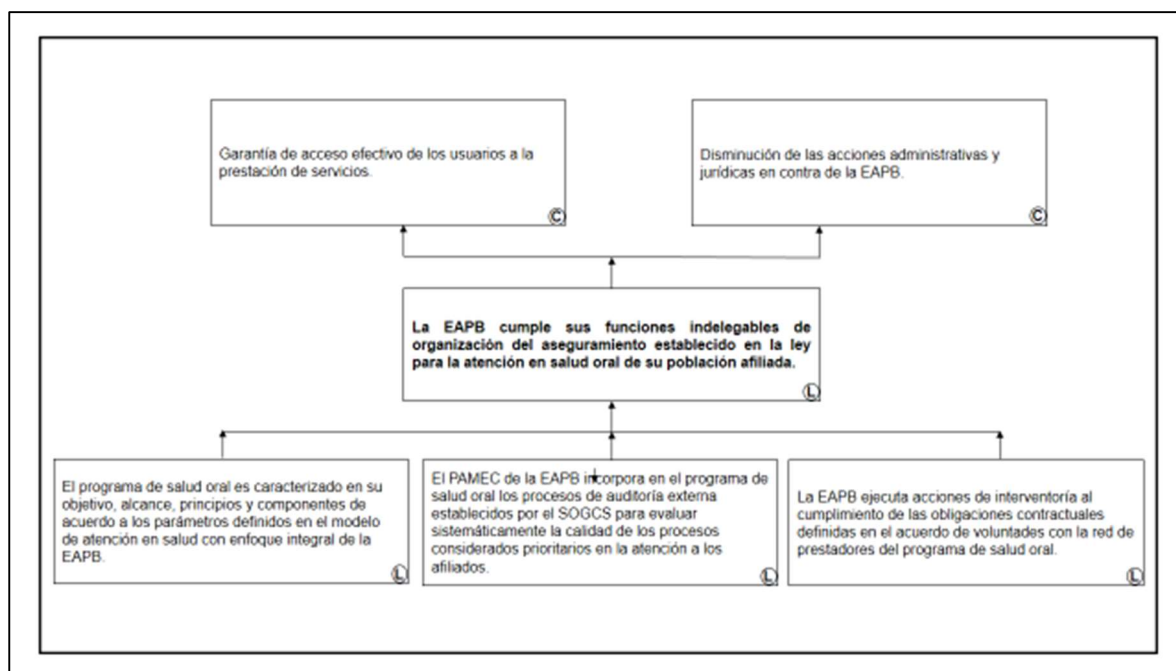 Garantía de acceso efectivo de los usuarios a la
prestación de servicios.
C
Disminución de las acciones administrativas y
jurídicas en contra de la EAPB.
C
La EAPB cumple sus funciones indelegables de
organización del aseguramiento establecido en la ley
para la atención en salud oral de su población afiliada.
L
El programa de salud oral es caracterizado en su
objetivo, alcance, principios y componentes de
acuerdo a los parámetros definidos en el modelo
de atención en salud con enfoque integral de la
EAPB.
L
El PAMEC de la EAPB incorpora en el programa de
salud oral los procesos de auditoría externa
establecidos por el SOGCS para evaluar
sistemáticamente la calidad de los procesos
considerados prioritarios en la atención a los
afiliados.
L
La EAPB ejecuta acciones de interventoría al
cumplimiento de las obligaciones contractuales
definidas en el acuerdo de voluntades con la red de
prestadores del programa de salud oral.
L